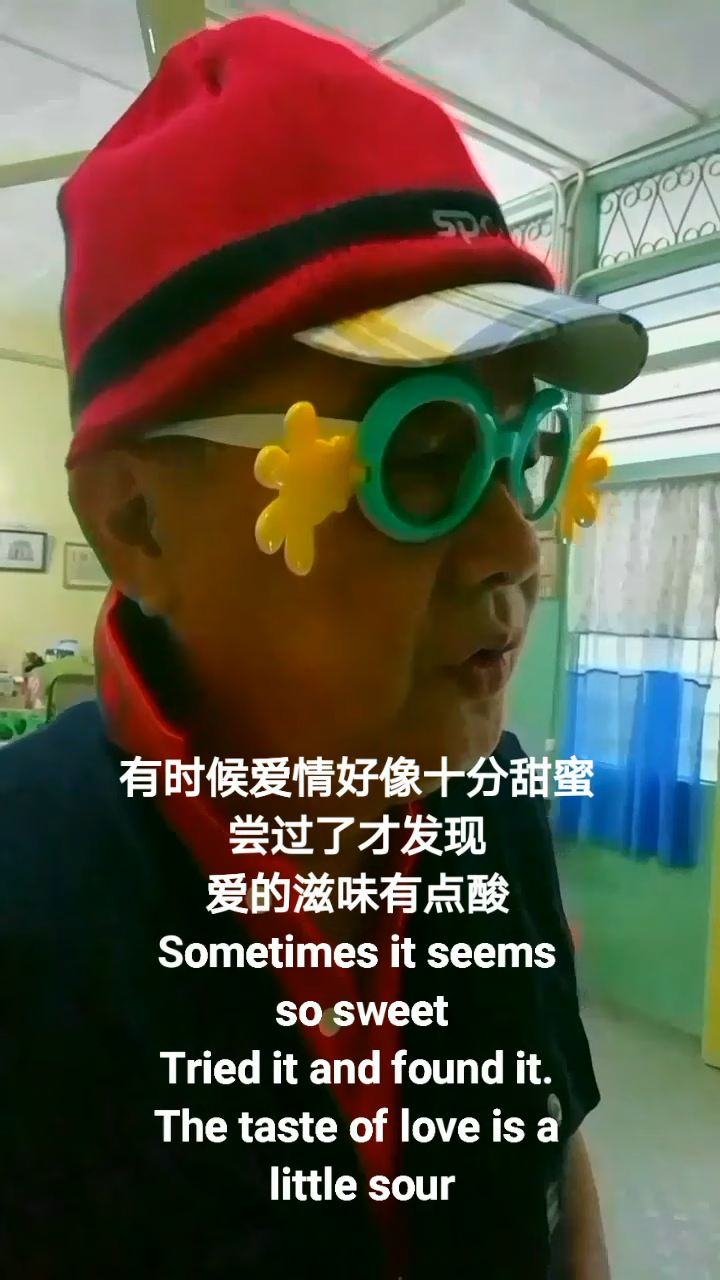 有时候爱情好像十分甜蜜
尝过了才发现
爱的滋味有点酸
Sometimes it seems
so sweet
Tried it and found it.
The taste of love is a
little sour